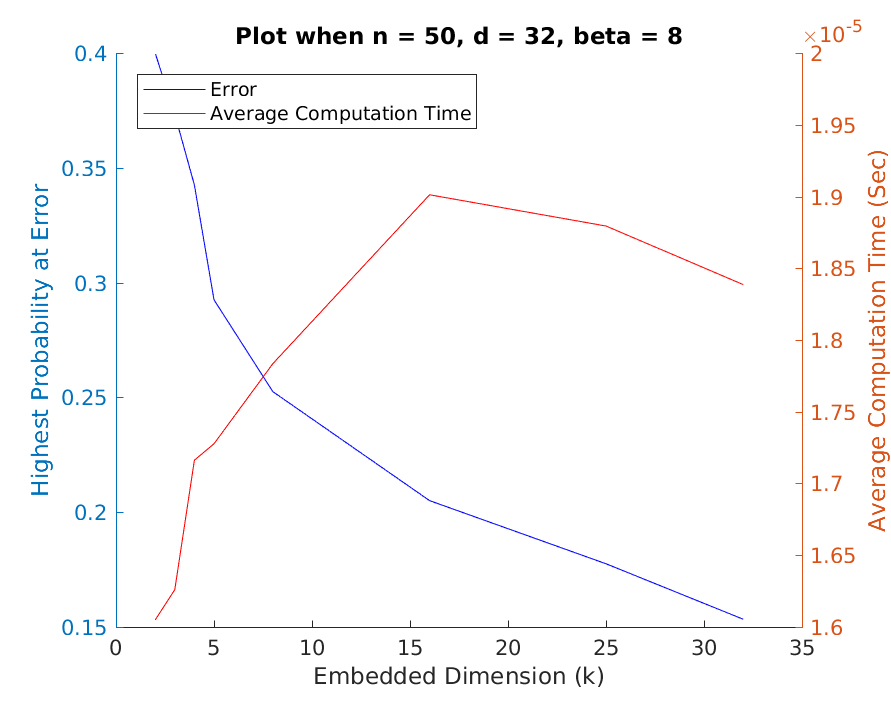 Plot when n = 50, d = 32, beta = 8
×10-5
Error
Average Computation Time
Highest Probability at Error
0.4
0.35
0.3
0.25
0.2
0.15
2
1.95
1.9
1.85
1.8
1.75
1.7
1.65
1.6
Average Computation Time (Sec)
0 5 10 15 20 25 30 35
Embedded Dimension (k)